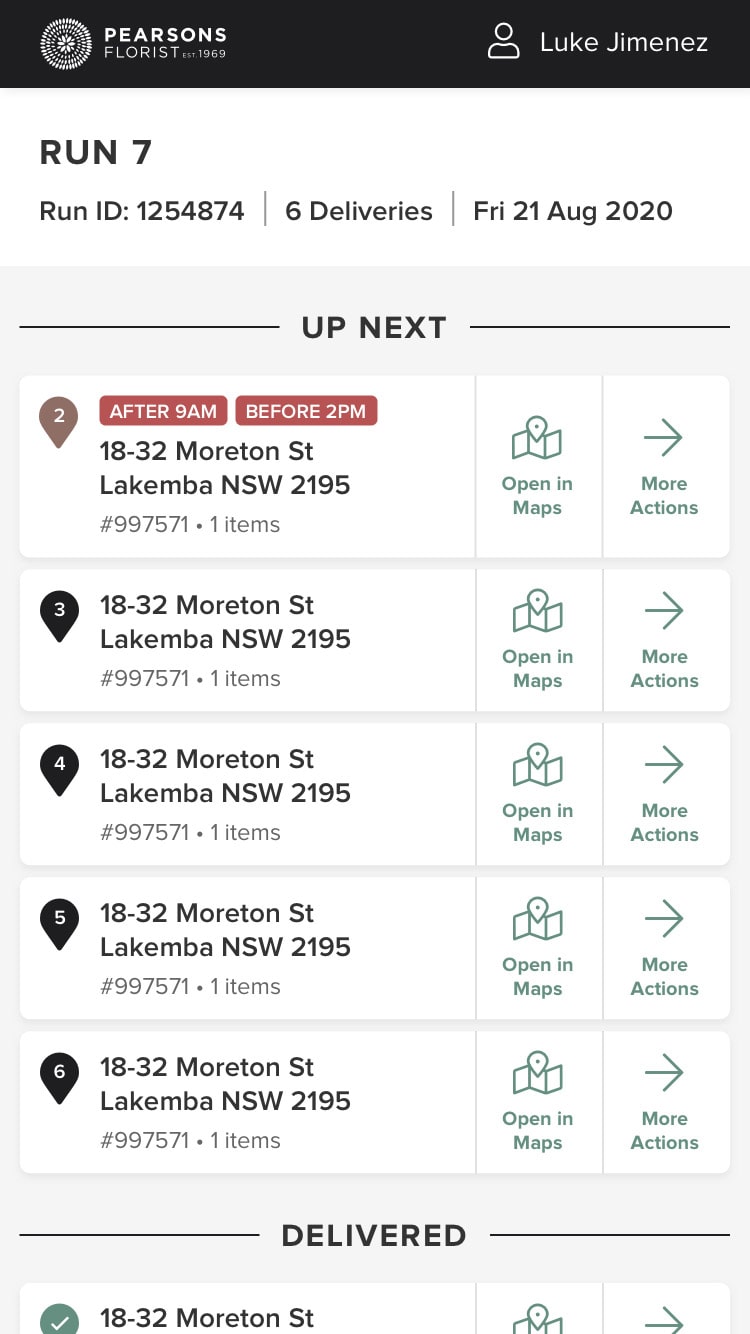 PEARSONS
FLORIST EST.1969
Luke Jimenez
RUN 7
Run ID: 1254874
6 Deliveries
Fri 21 Aug 2020
UP NEXT
2
AFTER 9AM
BEFORE 2PM
18-32 Moreton St
Lakemba NSW 2195
#997571 • 1 items
Open in
Maps
More
Actions
3
18-32 Moreton St
Lakemba NSW 2195
#997571 • 1 items
Open in
Maps
More
Actions
4
18-32 Moreton St
Lakemba NSW 2195
#997571 • 1 items
Open in
Maps
More
Actions
5
18-32 Moreton St
Lakemba NSW 2195
#997571 • 1 items
Open in
Maps
More
Actions
6
18-32 Moreton St
Lakemba NSW 2195
#997571 • 1 items
Open in
Maps
More
Actions
DELIVERED
18-32 Moreton St